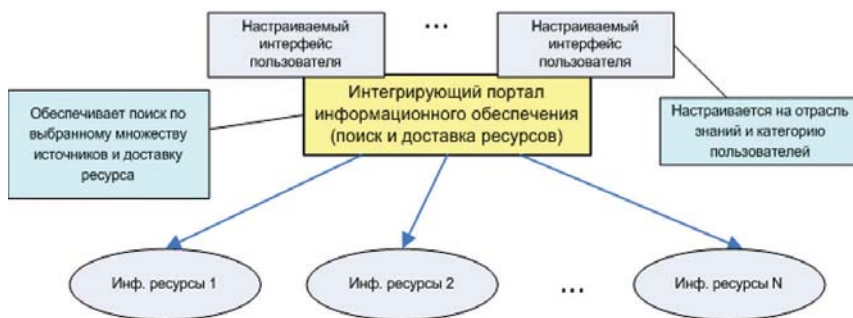 Настраиваемый
интерфейс
пользователя
...
Настраиваемый
интерфейс
пользователя
Интегрирующий портал
информационного обеспечения
(поиск и доставка ресурсов)
Обеспечивает поиск по
выбранному множеству
источников и доставку
ресурса
Настраивается на отрасль
знаний и категорию
пользователей
Инф. ресурсы 1
Инф. ресурсы 2
...
Инф. ресурсы N